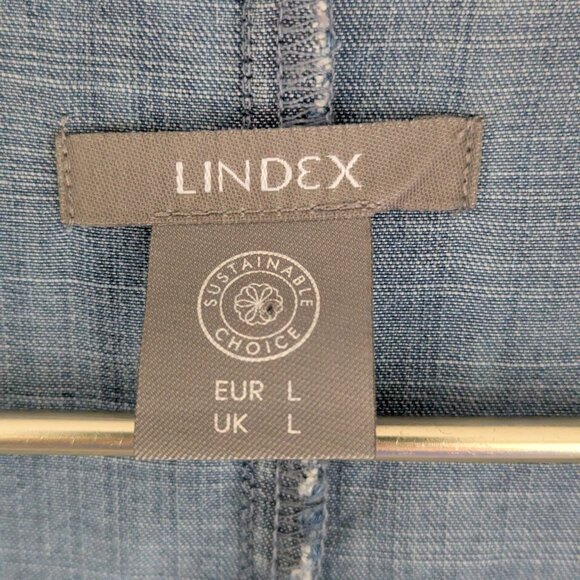 LINDEX
SUSTAINABLE
CHOICE
EUR L
UK L